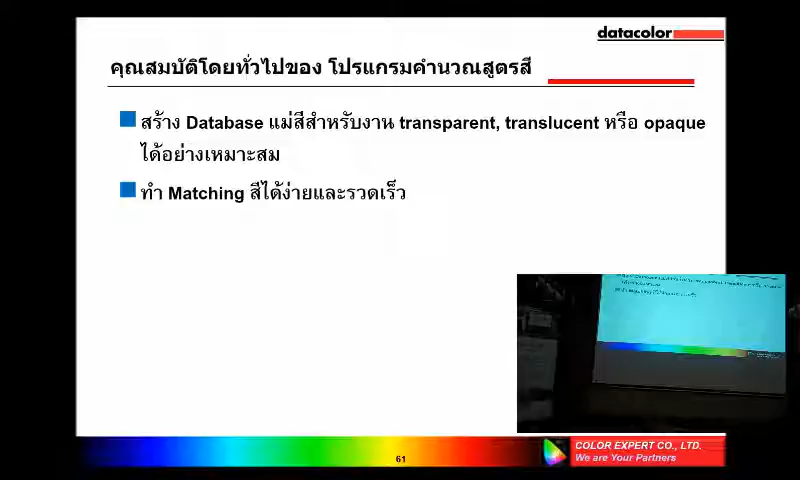 datacolor
คุณสมบัติโดยทั่วไปของ โปรแกรมคำนวณสูตรสี
สร้าง Database แม่สีสำหรับงาน transparent, translucent หรือ opaque
ได้อย่างเหมาะสม
ทำ Matching สีได้ง่ายและรวดเร็ว
61
COLOR EXPERT CO., LTD.
We are Your Partners